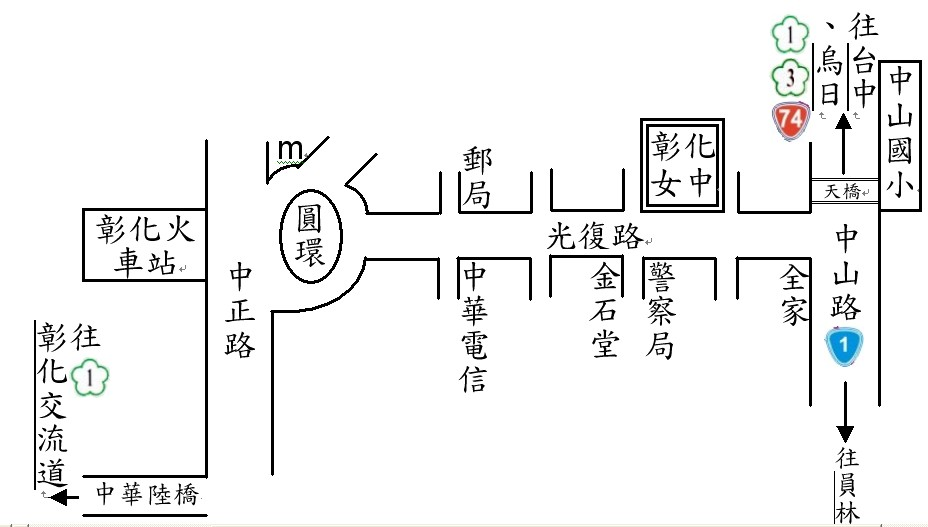 往台中
、烏日
1
3
74
中山國小
天橋
m
郵局
彰化
女中
圓環
彰化火
車站
光復路
中正路
中華電信
金石堂
警察局
全家
中山路
1
往
彰化交流道
1
中華陸橋
往員林